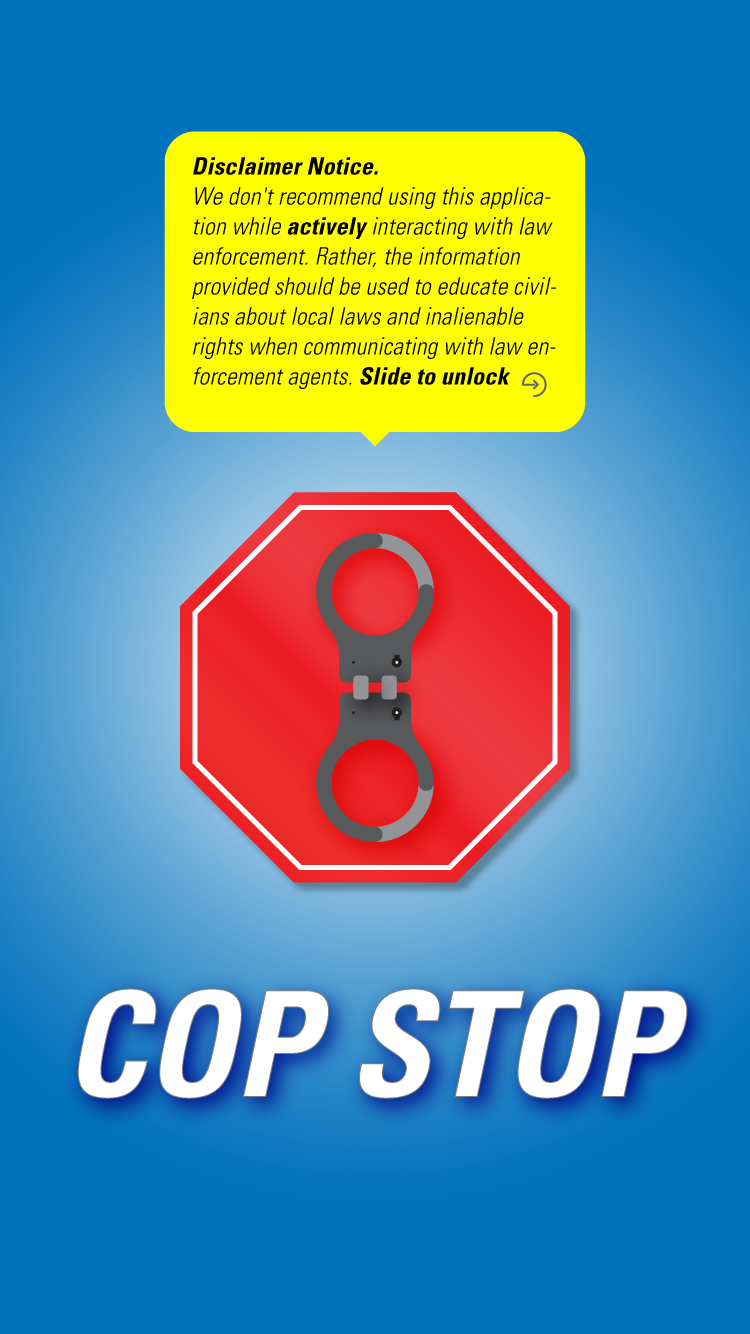 Disclaimer Notice.
We don't recommend using this applica-
tion while actively interacting with law
enforcement. Rather, the information
provided should be used to educate civil-
ians about local laws and inalienable
rights when communicating with law en-
forcement agents. Slide to unlock
COP STOP